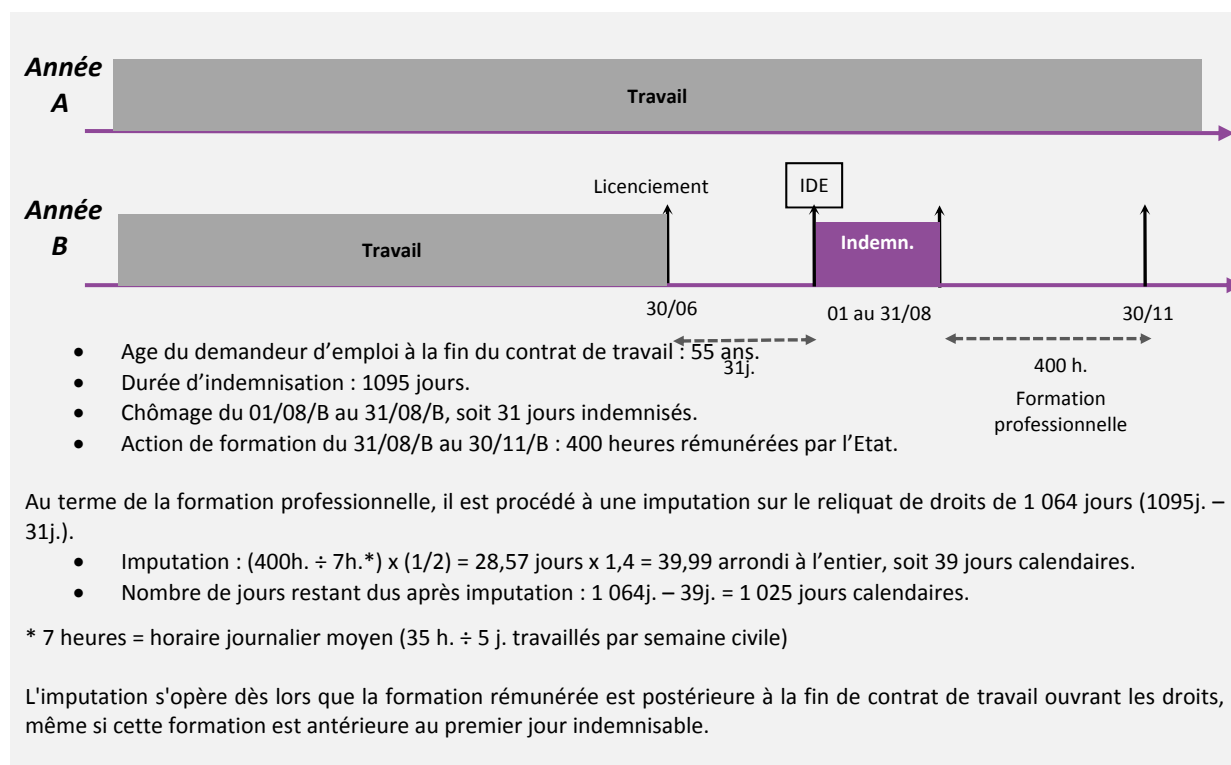 Année
A
Travail
Licenciement
IDE
Année
B
Travail
Indemn.
30/06
01 au 31/08
30/11
• Age du demandeur d’emploi à la fin du contrat de travail : 55 ans.
31j.
400 h.
• Durée d’indemnisation : 1095 jours.
Formation
professionnelle
• Chômage du 01/08/B au 31/08/B, soit 31 jours indemnisés.
• Action de formation du 31/08/B au 30/11/B : 400 heures rémunérées par l’Etat.
Au terme de la formation professionnelle, il est procédé à une imputation sur le reliquat de droits de 1 064 jours (1095j. –
31j.).
• Imputation : (400h. ÷ 7h.*) x (1/2) = 28,57 jours x 1,4 = 39,99 arrondi à l’entier, soit 39 jours calendaires.
• Nombre de jours restant dus après imputation : 1 064j. – 39j. = 1 025 jours calendaires.
* 7 heures = horaire journalier moyen (35 h. ÷ 5 j. travaillés par semaine civile)
L'imputation s'opère dès lors que la formation rémunérée est postérieure à la fin de contrat de travail ouvrant les droits,
même si cette formation est antérieure au premier jour indemnisable.